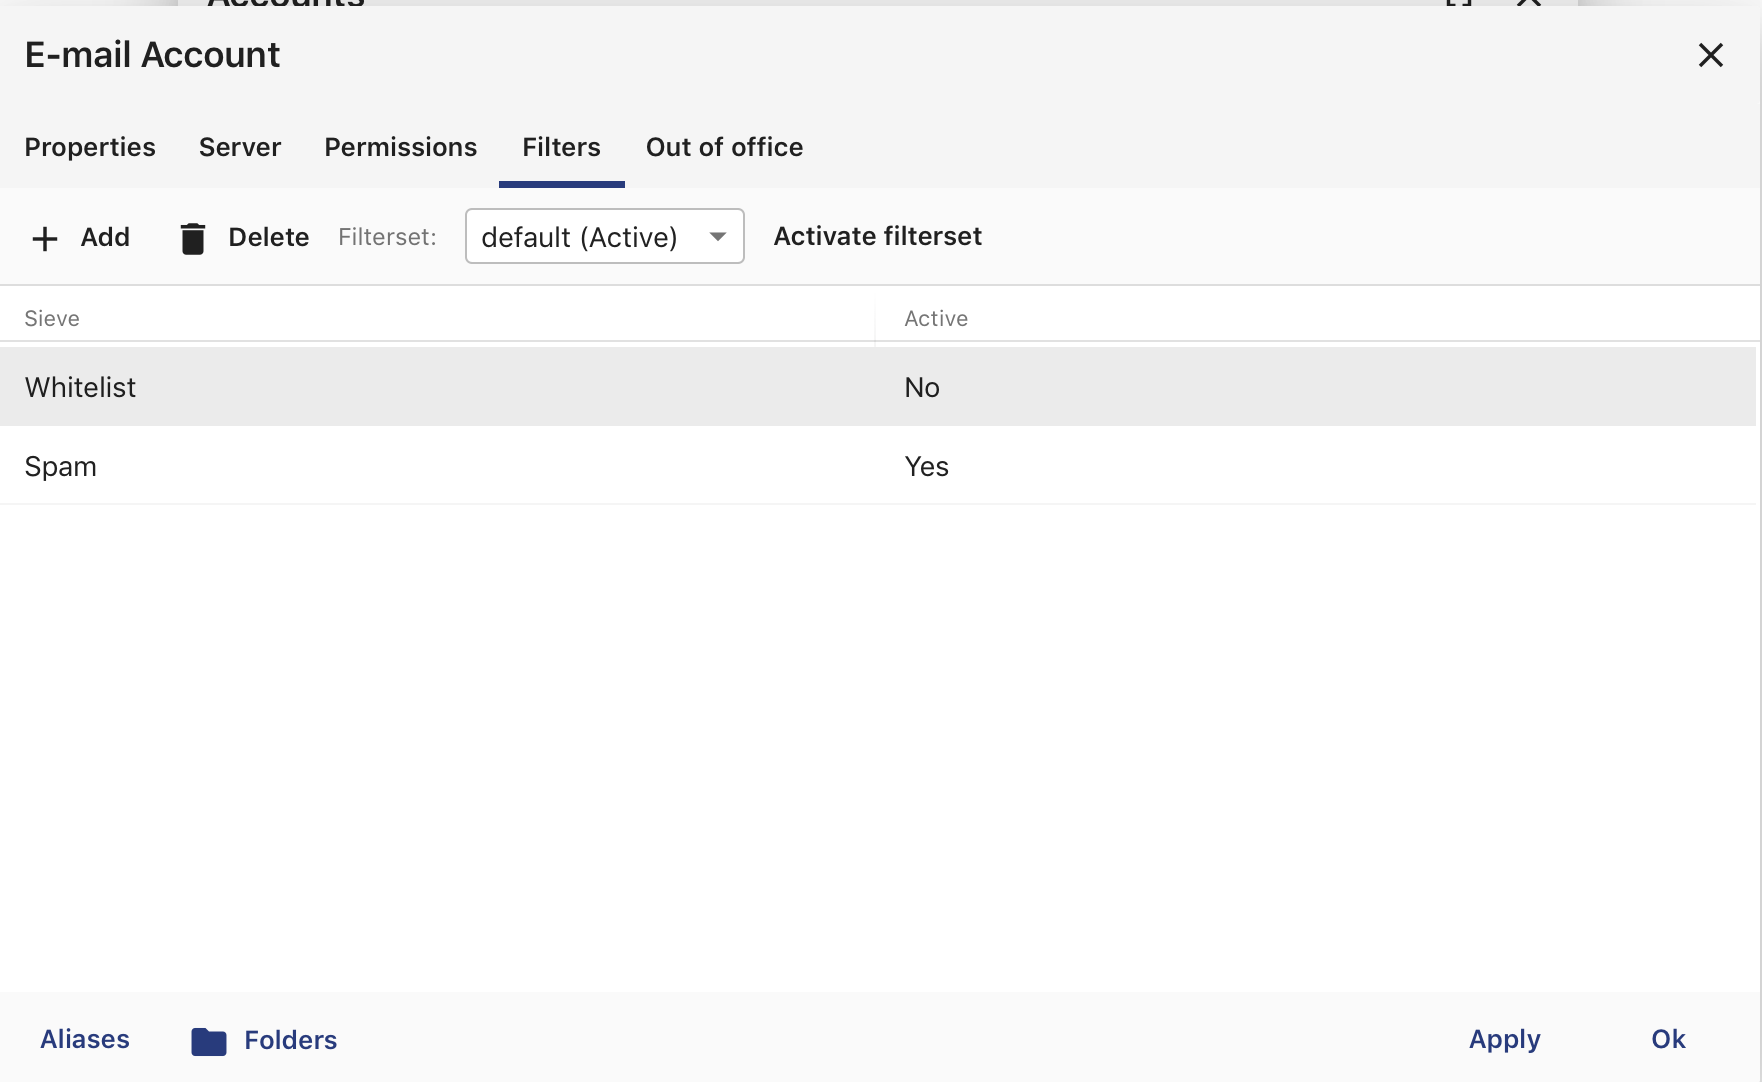 Accounts
E-mail Account
Properties Server Permissions Filters Out of office
Add Delete Filterset: default (Active) Activate filterset
Sieve Active
Whitelist No
Spam Yes
Aliases Folders Apply Ok